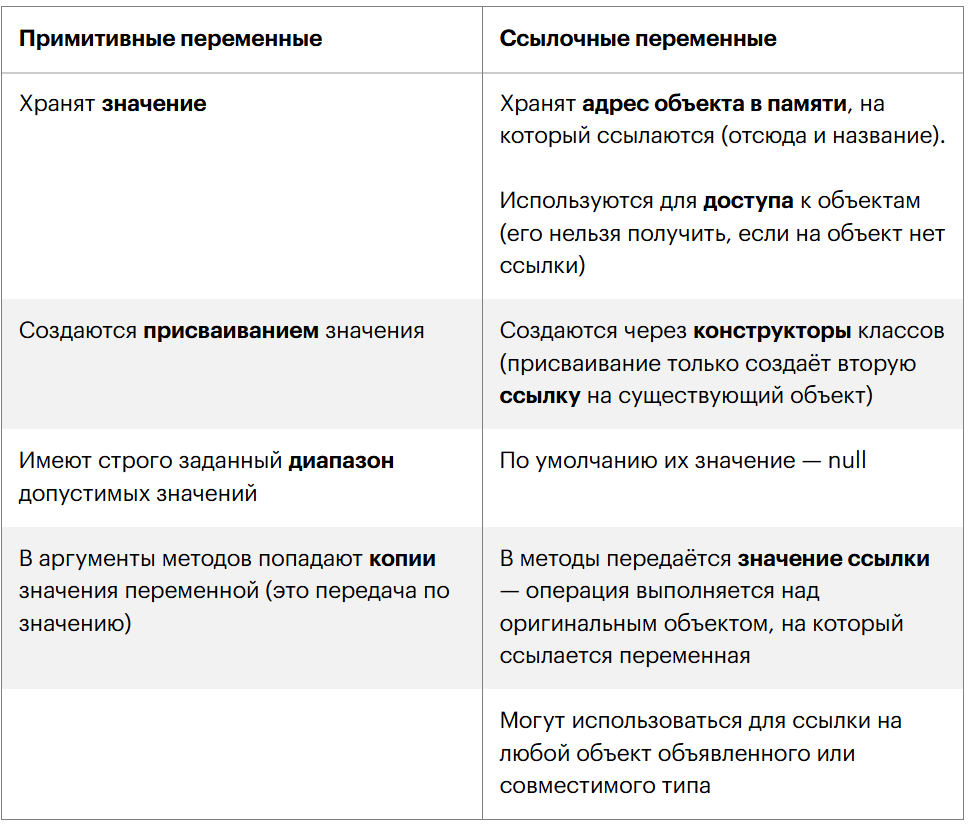 Примитивные переменные
Ссылочные переменные
Хранят значение
Хранят адрес объекта в памяти, на
который ссылаются (отсюда и название).
Используются для доступа к объектам
(его нельзя получить, если на объект нет
ссылки)
Создаются присваиванием значения
Создаются через конструкторы классов
(присваивание только создаёт вторую
ссылку на существующий объект)
Имеют строго заданный диапазон
допустимых значений
По умолчанию их значение — null
В аргументы методов попадают копии
значения переменной (это передача по
значению)
В методы передаётся значение ссылки
— операция выполняется над
оригинальным объектом, на который
ссылается переменная
Могут использоваться для ссылки на
любой объект объявленного или
совместимого типа